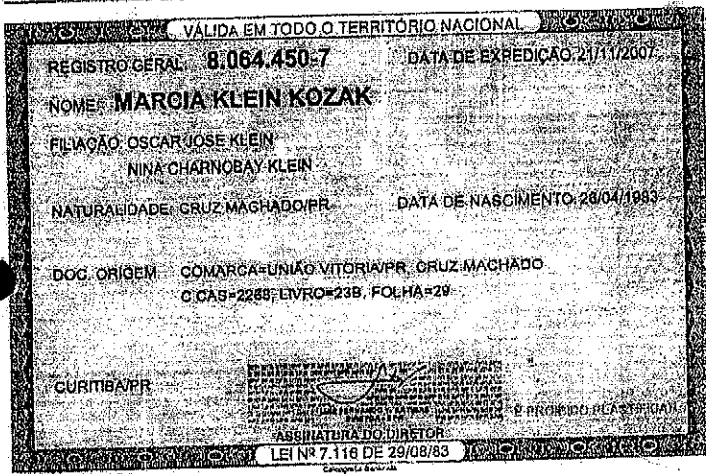 VÁLIDA EM TODO O TERRITÓRIO NACIONAL
REGISTRO GERAL: 8.064.450-7 DATA DE EXPEDIÇÃO: 21/11/2007
NOME: MARCIA KLEIN KOZAK
FILIAÇÃO: OSCAR JOSE KLEIN
NINA CHARNOBAY KLEIN
NATURALIDADE: CRUZ MACHADO/PR DATA DE NASCIMENTO: 26/04/1983
DOC. ORIGEM: COMARCA=UNIÃO VITORIA/PR, CRUZ MACHADO
C.CAS=2268, LIVRO=23B, FOLHA=29
CURITIBA/PR
É PROIBIDO PLASTIFICAR
ASSINATURA DO DIRETOR
LEI Nº 7.116 DE 29/08/83